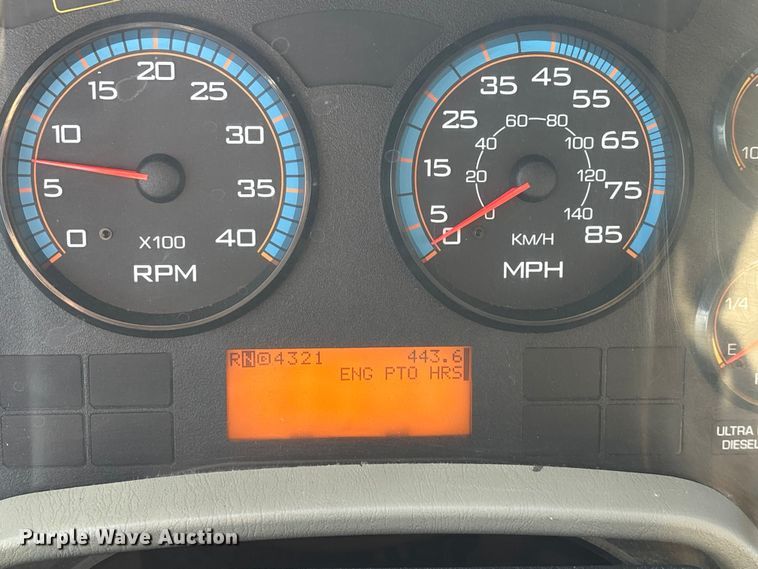 0 5 10 15 20 25 30 35 40
X100
RPM
0 5 15 25 35 45 55 65 75 85
0 20 40 60 80 100 120 140
KM/H
MPH
10
1/4
E
RN⊙4321 443.6
ENG PTO HRS
ULTRA
DIESEL
Purple Wave Auction